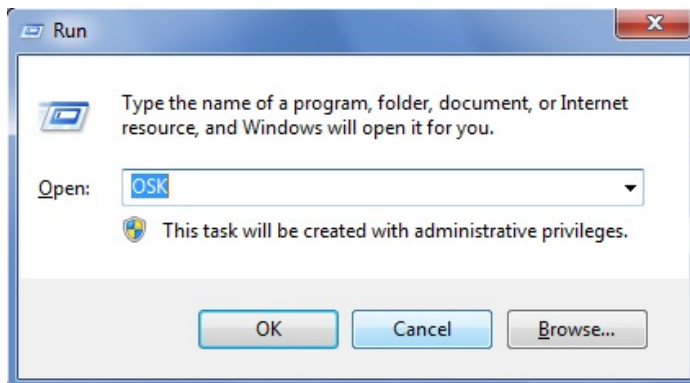 Run
Type the name of a program, folder, document, or Internet
resource, and Windows will open it for you.
Open: OSK
This task will be created with administrative privileges.
OK Cancel Browse...